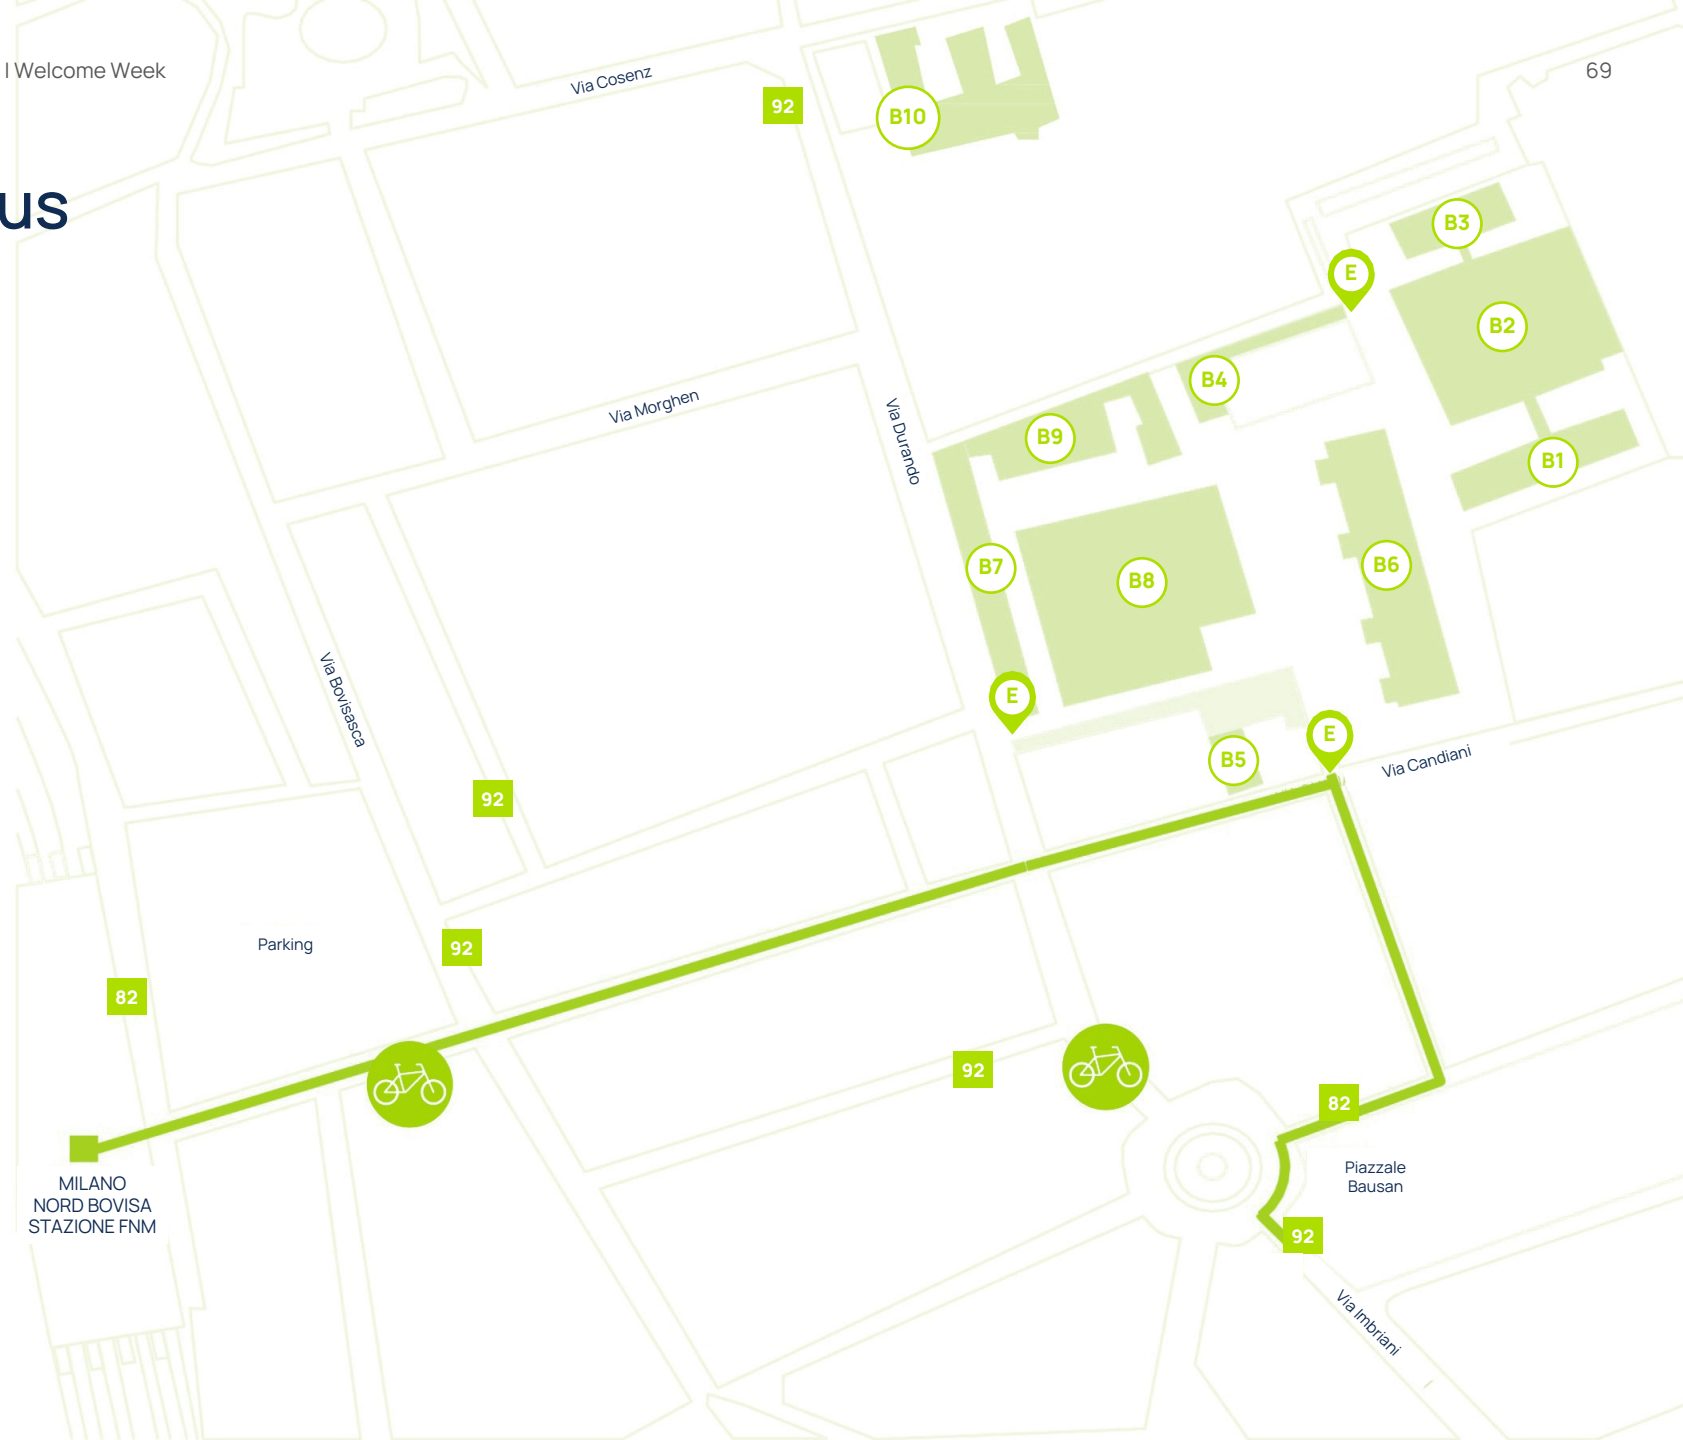 I Welcome Week
69
us
Via Cosenz
92
B10
B3
E
B2
B4
Via Morghen
Via Durando
B9
B1
B7
B8
B6
Via Bovisasca
E
E
B5
Via Candiani
92
Parking
92
82
92
82
MILANO
NORD BOVISA
STAZIONE FNM
Piazzale
Bausan
92
Via Imbriani